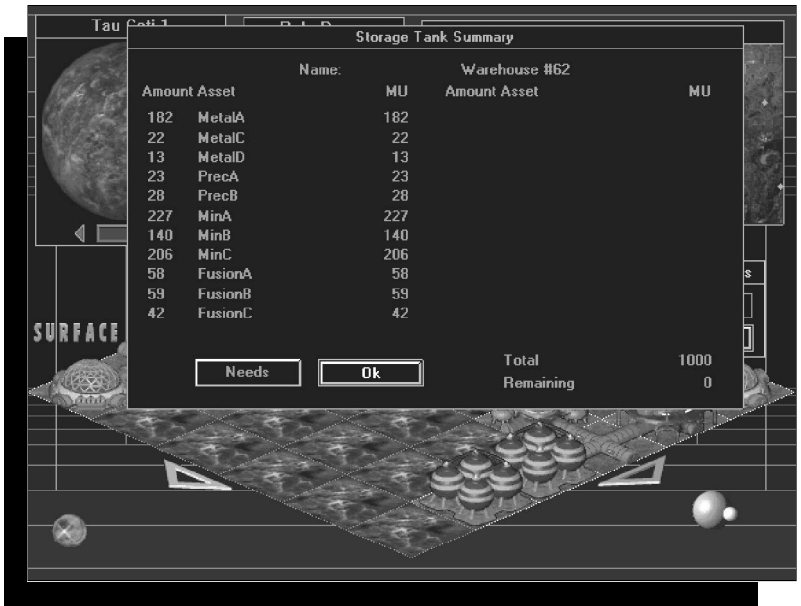 Tau Ceti 1
Storage Tank Summary
Name: Warehouse #62
Amount Asset MU Amount Asset MU
182 MetalA 182
22 MetalC 22
13 MetalD 13
23 PrecA 23
28 PrecB 28
227 MinA 227
140 MinB 140
206 MinC 206
58 FusionA 58
59 FusionB 59
42 FusionC 42
s
SURFACE
Needs Ok
Total 1000
Remaining 0